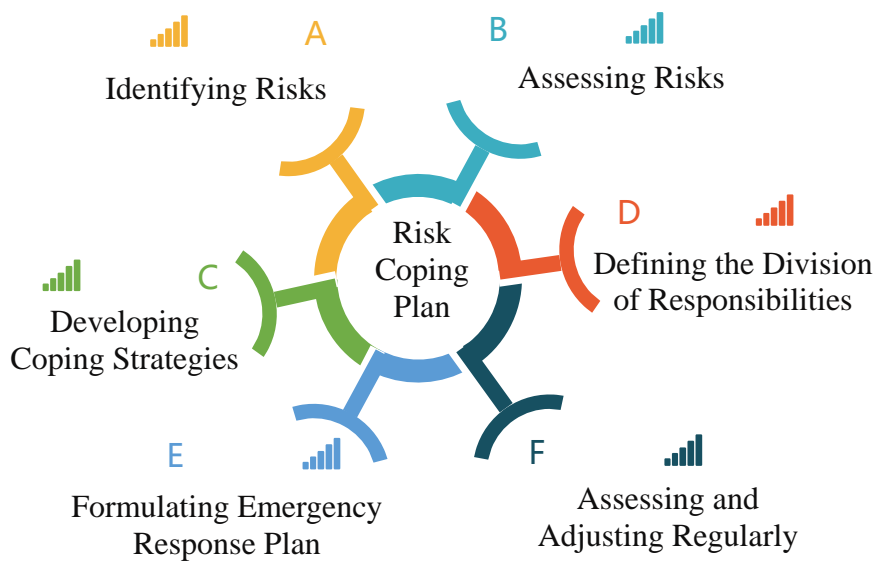 A
Identifying Risks
B
Assessing Risks
Risk
Coping
Plan
C
Developing
Coping Strategies
D
Defining the Division
of Responsibilities
E
Formulating Emergency
Response Plan
F
Assessing and
Adjusting Regularly